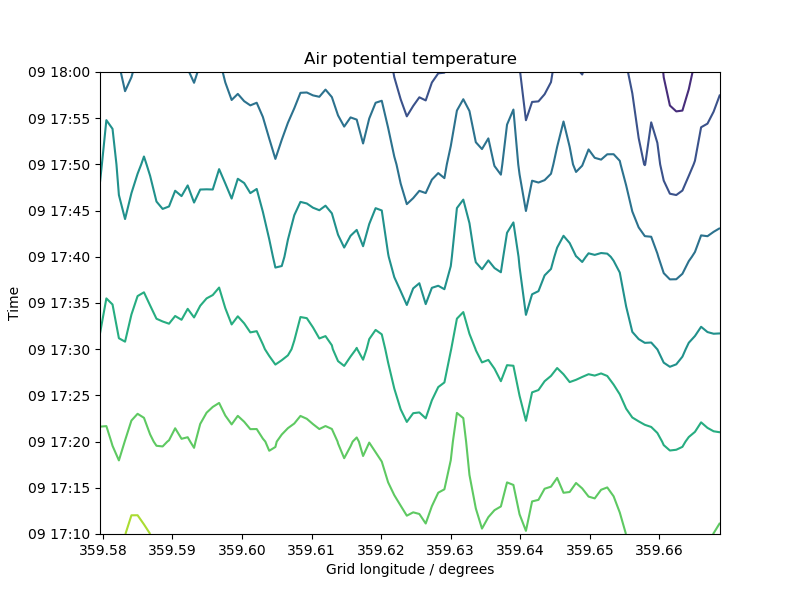 Air potential temperature
09 18:00
09 17:55
09 17:50
09 17:45
09 17:40
09 17:35
09 17:30
09 17:25
09 17:20
09 17:15
09 17:10
Time
359.58 359.59 359.60 359.61 359.62 359.63 359.64 359.65 359.66
Grid longitude / degrees